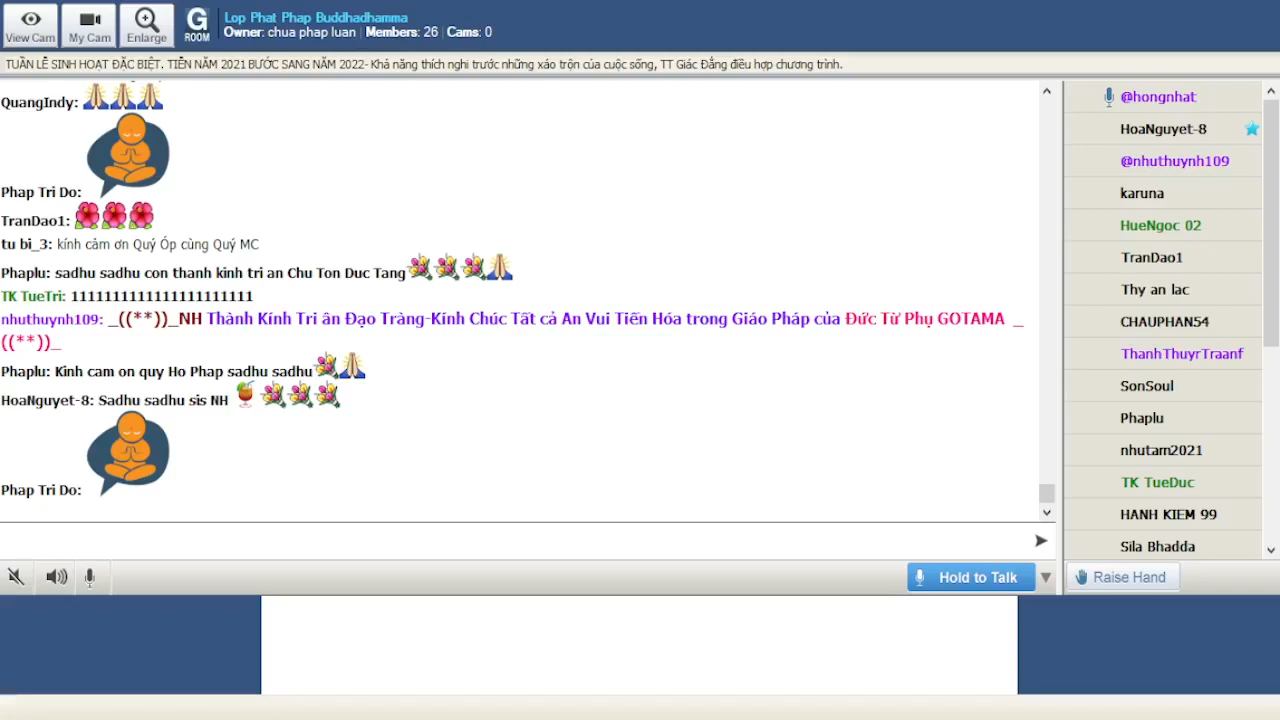 View Cam
My Cam
Enlarge
G
ROOM
Lop Phat Phap Buddhadhamma
Owner: chua phap luan | Members: 26 | Cams: 0
TUẦN LỄ SINH HOẠT ĐẶC BIỆT. TIỄN NĂM 2021 BƯỚC SANG NĂM 2022- Khả năng thích nghi trước những xáo trộn của cuộc sống, TT Giác Đẳng điều hợp chương trình.
QuangIndy:
Phap Tri Do:
TranDao1:
tu bi_3: kính cảm ơn Quý Óp cùng Quý MC
Phaplu: sadhu sadhu con thanh kinh tri an Chu Ton Duc Tang
TK TueTri: 1111111111111111111111
nhuthuynh109: _((**))_NH Thành Kính Tri ân Đạo Tràng-Kính Chúc Tất cả An Vui Tiến Hóa trong Giáo Pháp của Đức Từ Phụ GOTAMA _
((**))_
Phaplu: Kinh cam on quy Ho Phap sadhu sadhu
HoaNguyet-8: Sadhu sadhu sis NH
Phap Tri Do:
Hold to Talk
@hongnhat
HoaNguyet-8
@nhuthuynh109
karuna
HueNgoc 02
TranDao1
Thy an lac
CHAUPHAN54
ThanhThuyrTraanf
SonSoul
Phaplu
nhutam2021
TK TueDuc
HANH KIEM 99
Sila Bhadda
Raise Hand